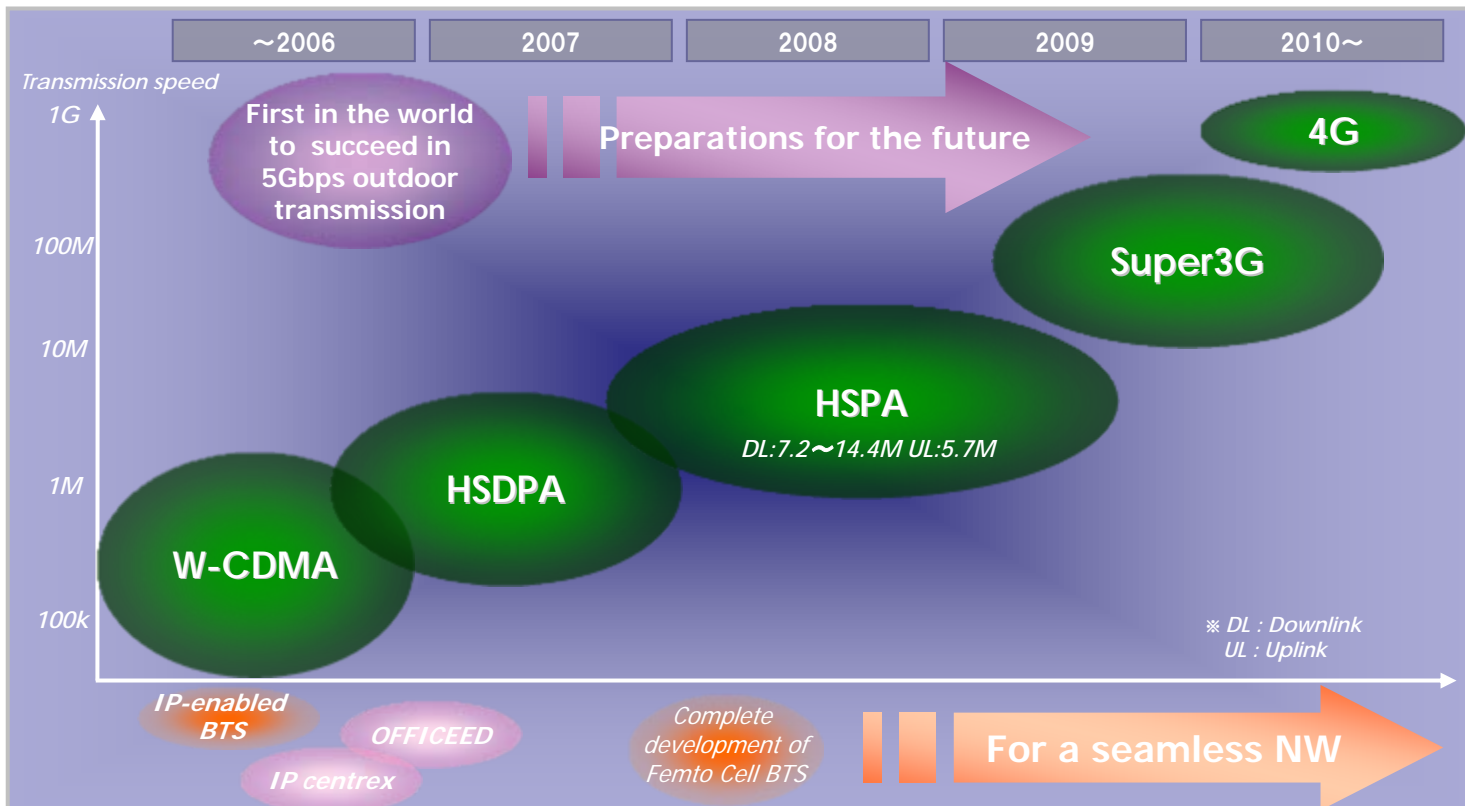 ～2006
2007
2008
2009
2010～
Transmission speed
1G
100M
10M
1M
100k
First in the world
to succeed in
5Gbps outdoor
transmission
Preparations for the future
4G
Super3G
HSPA
DL:7.2～14.4M UL:5.7M
HSDPA
W-CDMA
※ DL : Downlink
UL : Uplink
IP-enabled
BTS
OFFICEED
IP centrex
Complete
development of
Femto Cell BTS
For a seamless NW